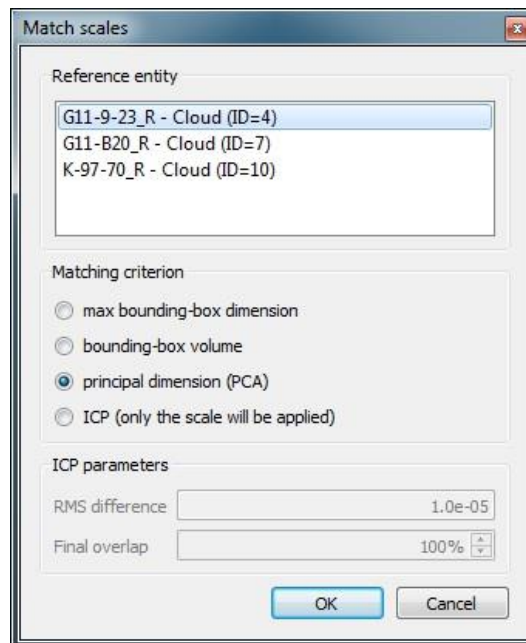 Match scales
Reference entity
G11-9-23_R - Cloud (ID=4)
G11-B20_R - Cloud (ID=7)
K-97-70_R - Cloud (ID=10)
Matching criterion
max bounding-box dimension
bounding-box volume
principal dimension (PCA)
ICP (only the scale will be applied)
ICP parameters
RMS difference 1.0e-05
Final overlap 100%
OK Cancel